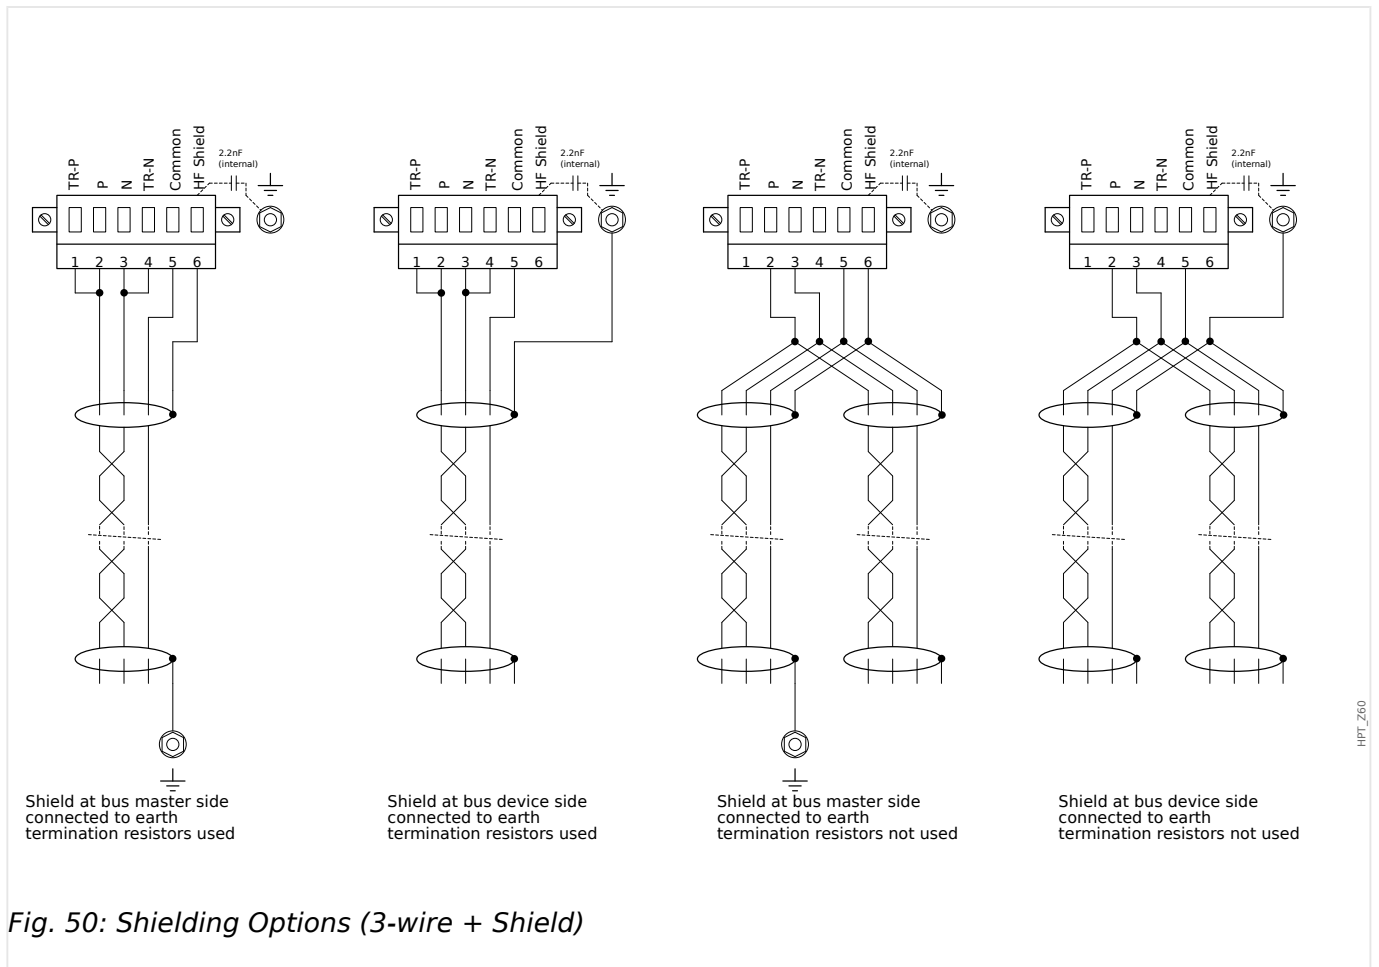 TR-P P N TR-N Common HF Shield
2.2nF
(internal)
1 2 3 4 5 6
Shield at bus master side
connected to earth
termination resistors used
TR-P P N TR-N Common HF Shield
2.2nF
(internal)
1 2 3 4 5 6
Shield at bus device side
connected to earth
termination resistors used
TR-P P N TR-N Common HF Shield
2.2nF
(internal)
1 2 3 4 5 6
Shield at bus master side
connected to earth
termination resistors not used
TR-P P N TR-N Common HF Shield
2.2nF
(internal)
1 2 3 4 5 6
Shield at bus device side
connected to earth
termination resistors not used
HPT_Z60
Fig. 50: Shielding Options (3-wire + Shield)